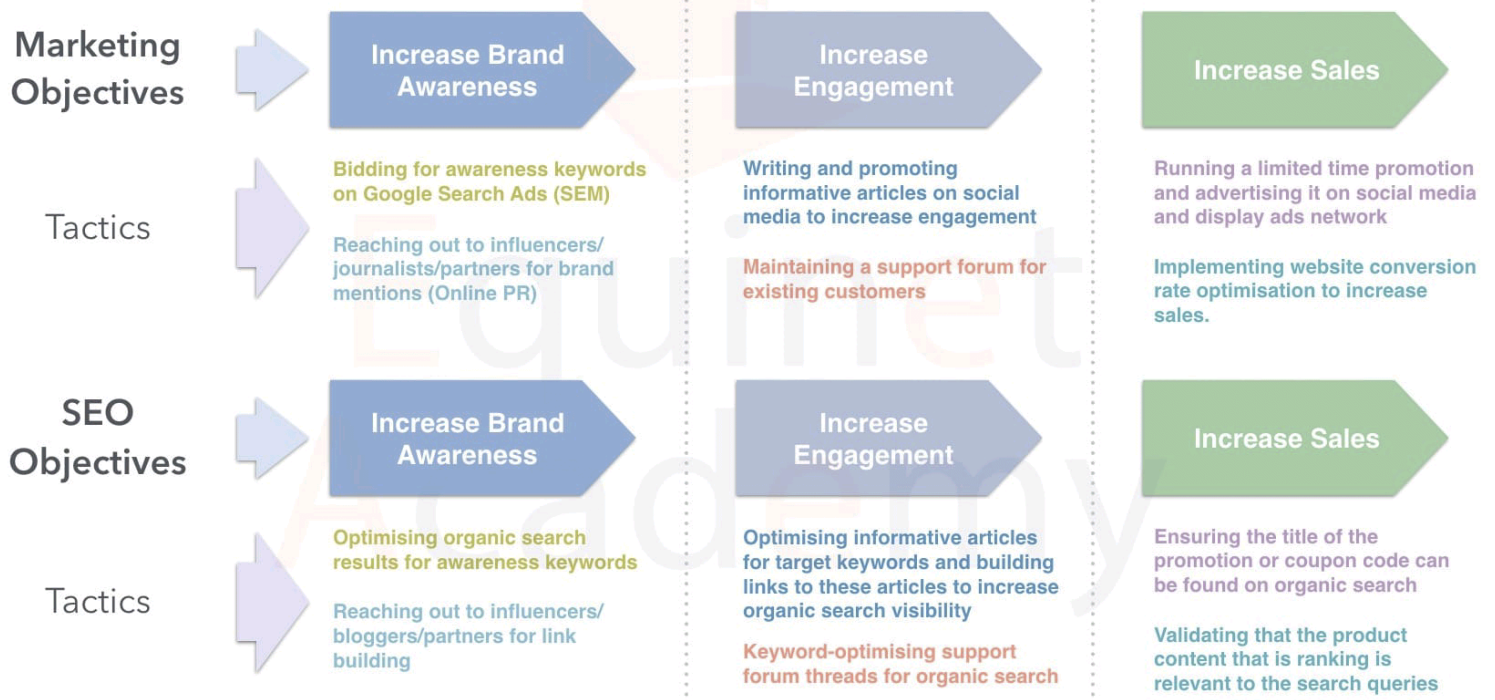 Marketing
Objectives
Increase Brand
Awareness
Increase
Engagement
Increase Sales
Tactics
Bidding for awareness keywords
on Google Search Ads (SEM)
Reaching out to influencers/
journalists/partners for brand
mentions (Online PR)
Writing and promoting
informative articles on social
media to increase engagement
Maintaining a support forum for
existing customers
Running a limited time promotion
and advertising it on social media
and display ads network
Implementing website conversion
rate optimisation to increase
sales.
SEO
Objectives
Increase Brand
Awareness
Increase
Engagement
Increase Sales
Tactics
Optimising organic search
results for awareness keywords
Reaching out to influencers/
bloggers/partners for link
building
Optimising informative articles
for target keywords and building
links to these articles to increase
organic search visibility
Keyword-optimising support
forum threads for organic search
Ensuring the title of the
promotion or coupon code can
be found on organic search
Validating that the product
content that is ranking is
relevant to the search queries
Equinet
Academy